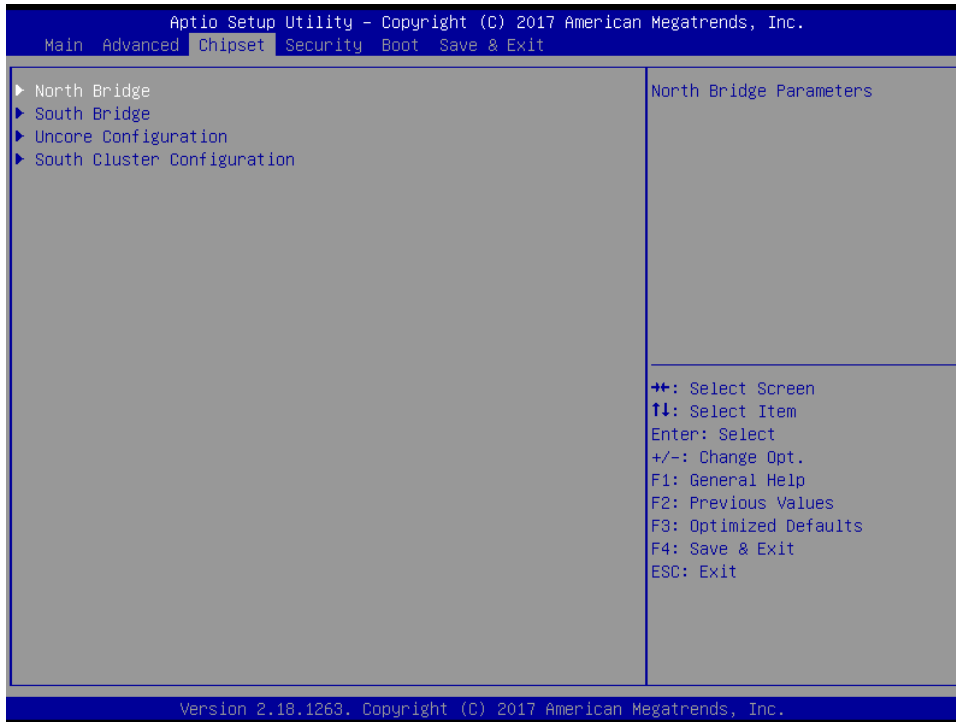 Aptio Setup Utility – Copyright (C) 2017 American Megatrends, Inc.
Main Advanced Chipset Security Boot Save & Exit
▶ North Bridge
▶ South Bridge
▶ Uncore Configuration
▶ South Cluster Configuration
North Bridge Parameters
→←: Select Screen
↑↓: Select Item
Enter: Select
+/-: Change Opt.
F1: General Help
F2: Previous Values
F3: Optimized Defaults
F4: Save & Exit
ESC: Exit
Version 2.18.1263. Copyright (C) 2017 American Megatrends, Inc.